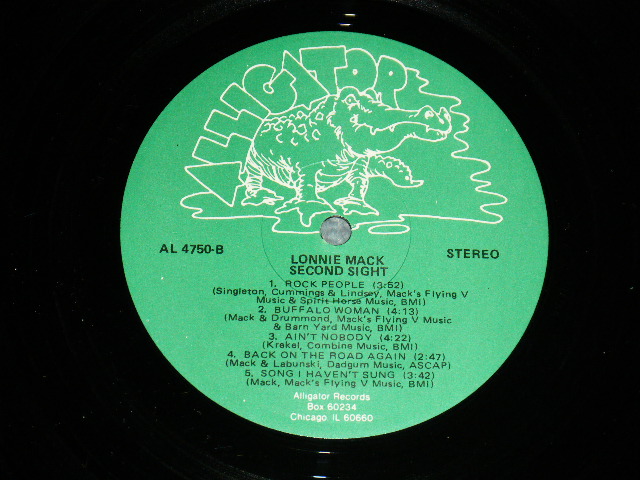 ALLIGATOR
AL 4750-B
STEREO
LONNIE MACK
SECOND SIGHT
1. ROCK PEOPLE (3:52)
(Singleton, Cummings & Lindsey, Mack's Flying V
Music & Spirit Horse Music, BMI)
2. BUFFALO WOMAN (4:13)
(Mack & Drummond, Mack's Flying V Music
& Barn Yard Music, BMI)
3. AIN'T NOBODY (4:22)
(Krekel, Combine Music, BMI)
4. BACK ON THE ROAD AGAIN (2:47)
(Mack & Labunski, Dadgum Music, ASCAP)
5. SONG I HAVEN'T SUNG (3:42)
(Mack, Mack's Flying V Music, BMI)
Alligator Records
Box 60234
Chicago IL 60660